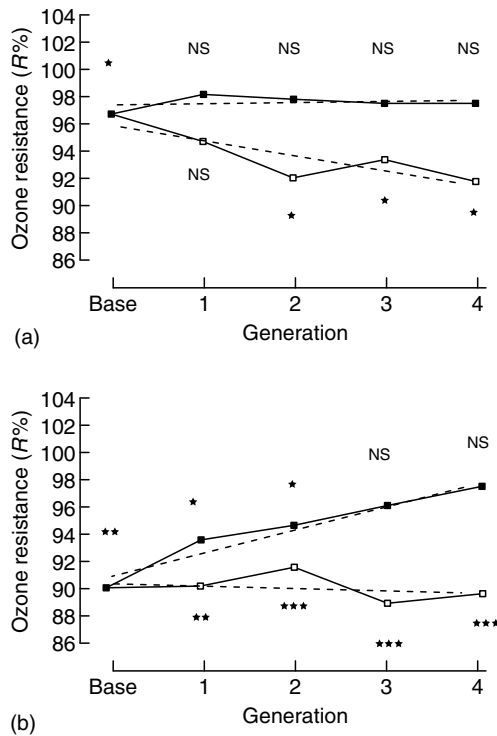 104
102
100
98
96
94
92
90
88
86
Ozone resistance (R%)
★
NS
NS
NS
NS
NS
★
★
★
Base
1
2
3
4
Generation
(a)
104
102
100
98
96
94
92
90
88
86
Ozone resistance (R%)
★★
★
★
NS
NS
★★
★★★
★★★
★★★
Base
1
2
3
4
Generation
(b)